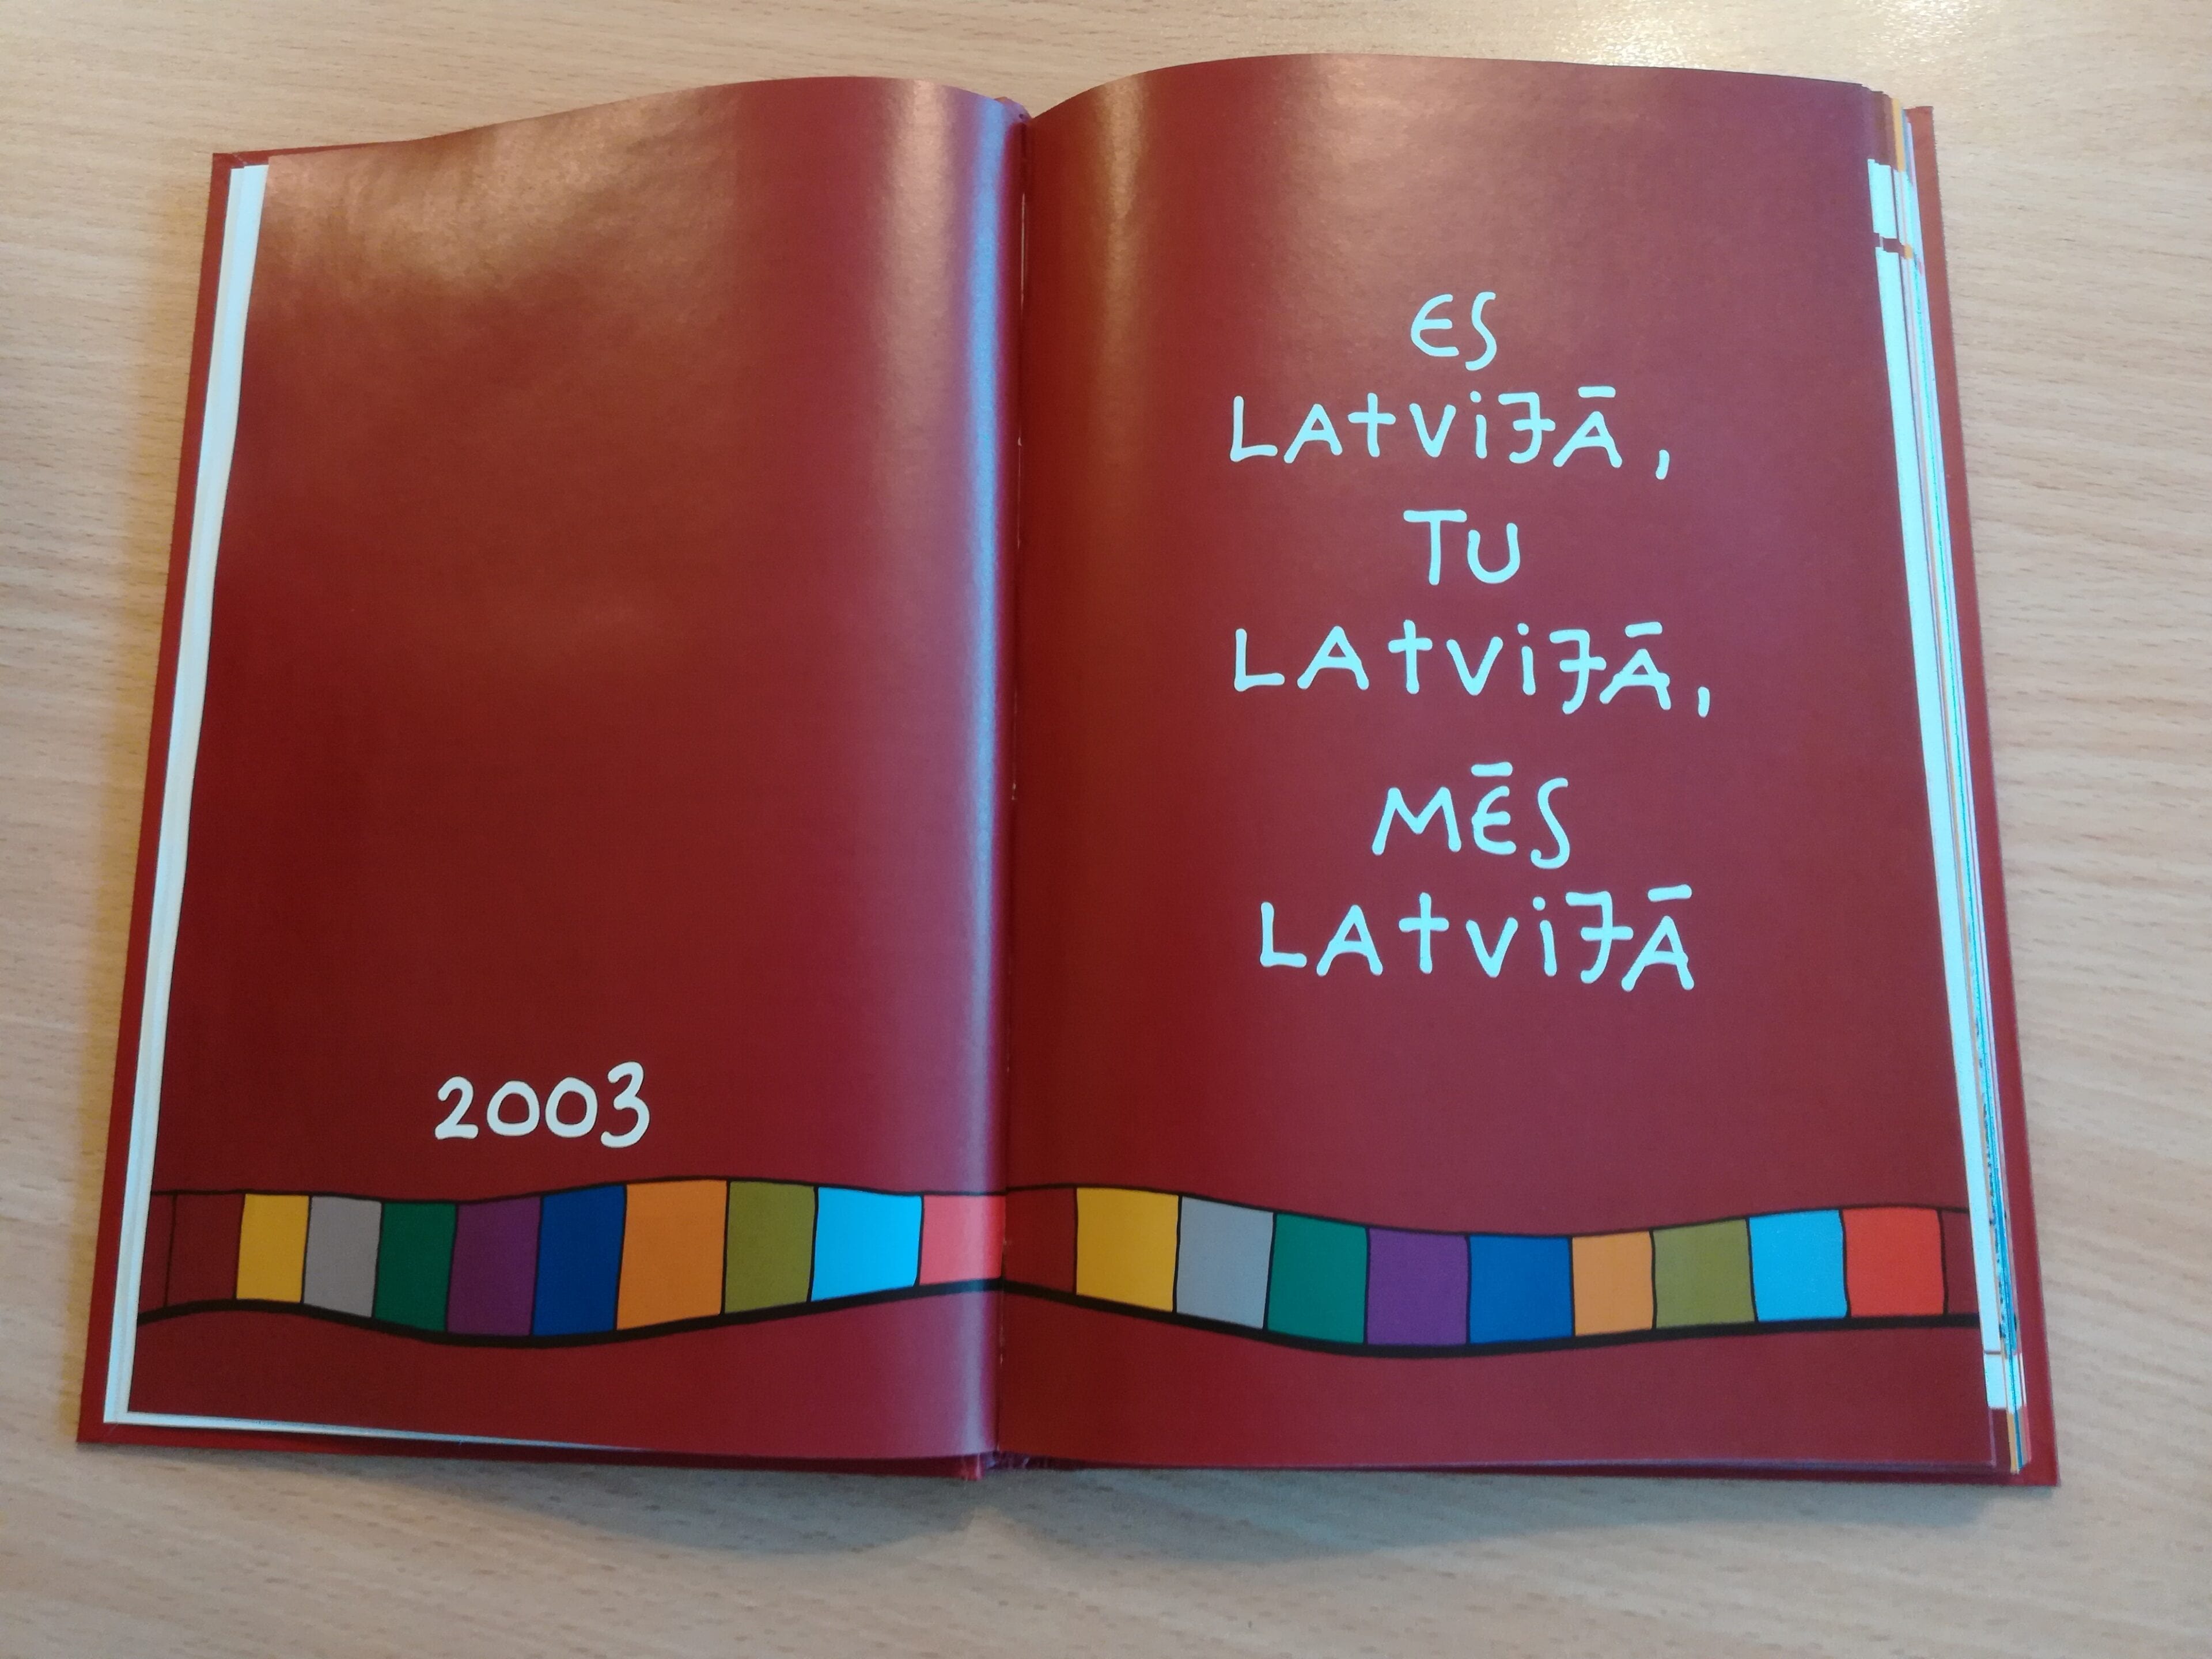 2003
ES
LATVIJĀ,
TU
LATVIJĀ,
MĒS
LATVIJĀ